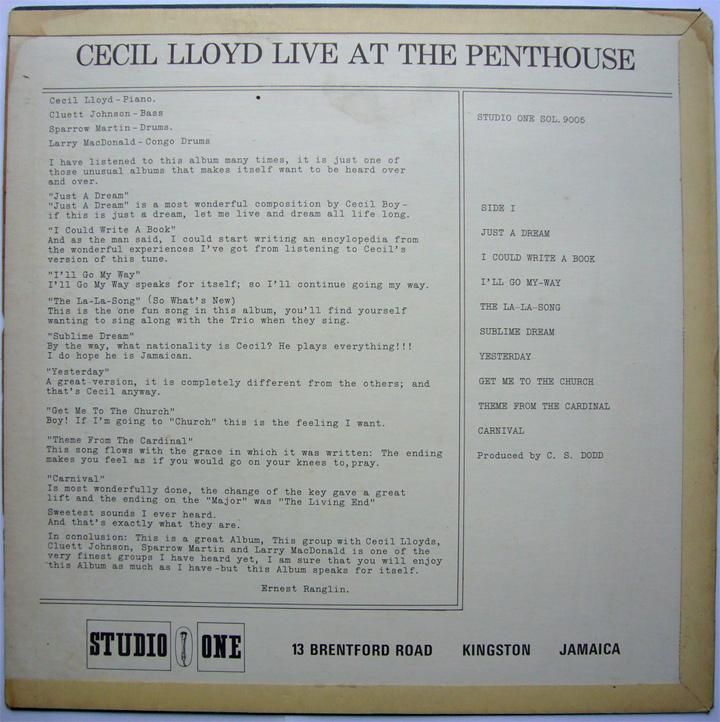 CECIL LLOYD LIVE AT THE PENTHOUSE
Cecil Lloyd-Piano.
Cluett Johnson-Bass
Sparrow Martin-Drums.
Larry MacDonald-Congo Drums
I have listened to this album many times, it is just one of
those unusual albums that makes itself want to be heard over
and over.
"Just A Dream"
"Just A Dream" is a most wonderful composition by Cecil Boy-
if this is just a dream, let me live and dream all life long.
"I Could Write A Book"
And as the man said, I could start writing an encylopedia from
the wonderful experiences I've got from listening to Cecil's
version of this tune.
"I'll Go My Way"
I'll Go My Way speaks for itself; so I'll continue going my way.
"The La-La-Song" (So What's New)
This is the one fun song in this album, you'll find yourself
wanting to sing along with the Trio when they sing.
"Sublime Dream"
By the way, what nationality is Cecil? He plays everything!!!
I do hope he is Jamaican.
"Yesterday"
A great version, it is completely different from the others; and
that's Cecil anyway.
"Get Me To The Church"
Boy! If I'm going to "Church" this is the feeling I want.
"Theme From The Cardinal"
This song flows with the grace in which it was written: The ending
makes you feel as if you would go on your knees to, pray.
"Carnival"
Is most wonderfully done, the change of the key gave a great
lift and the ending on the "Major" was "The Living End"
Sweetest sounds I ever heard.
And that's exactly what they are.
In conclusion: This is a great Album, This group with Cecil Lloyds,
Cluett Johnson, Sparrow Martin and Larry MacDonald is one of the
very finest groups I have heard yet, I am sure that you will enjoy
this Album as much as I have-but this Album speaks for itself.
Ernest Ranglin.
STUDIO ONE SOL. 9005
SIDE I
JUST A DREAM
I COULD WRITE A BOOK
I'LL GO MY-WAY
THE LA-LA-SONG
SUBLIME DREAM
YESTERDAY
GET ME TO THE CHURCH
THEME FROM THE CARDINAL
CARNIVAL
Produced by C. S. DODD
STUDIO ONE 13 BRENTFORD ROAD KINGSTON JAMAICA